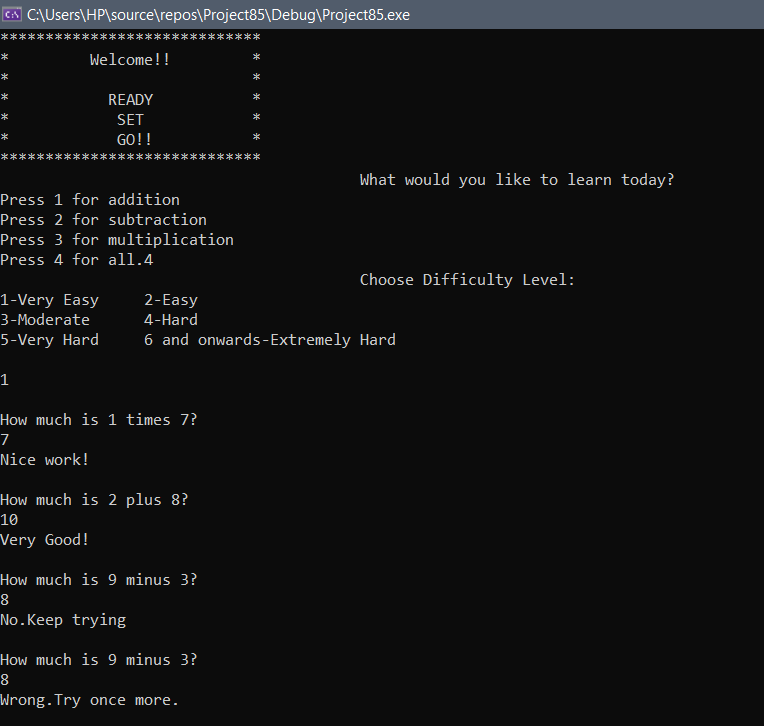 C:\Users\HP\source\repos\Project85\Debug\Project85.exe
*****************************
*         Welcome!!         *
*                           *
*           READY           *
*            SET            *
*            GO!!           *
*****************************
                                        What would you like to learn today?
Press 1 for addition
Press 2 for subtraction
Press 3 for multiplication
Press 4 for all.4
                                        Choose Difficulty Level:
1-Very Easy     2-Easy
3-Moderate      4-Hard
5-Very Hard     6 and onwards-Extremely Hard
1
How much is 1 times 7?
7
Nice work!
How much is 2 plus 8?
10
Very Good!
How much is 9 minus 3?
8
No.Keep trying
How much is 9 minus 3?
8
Wrong.Try once more.